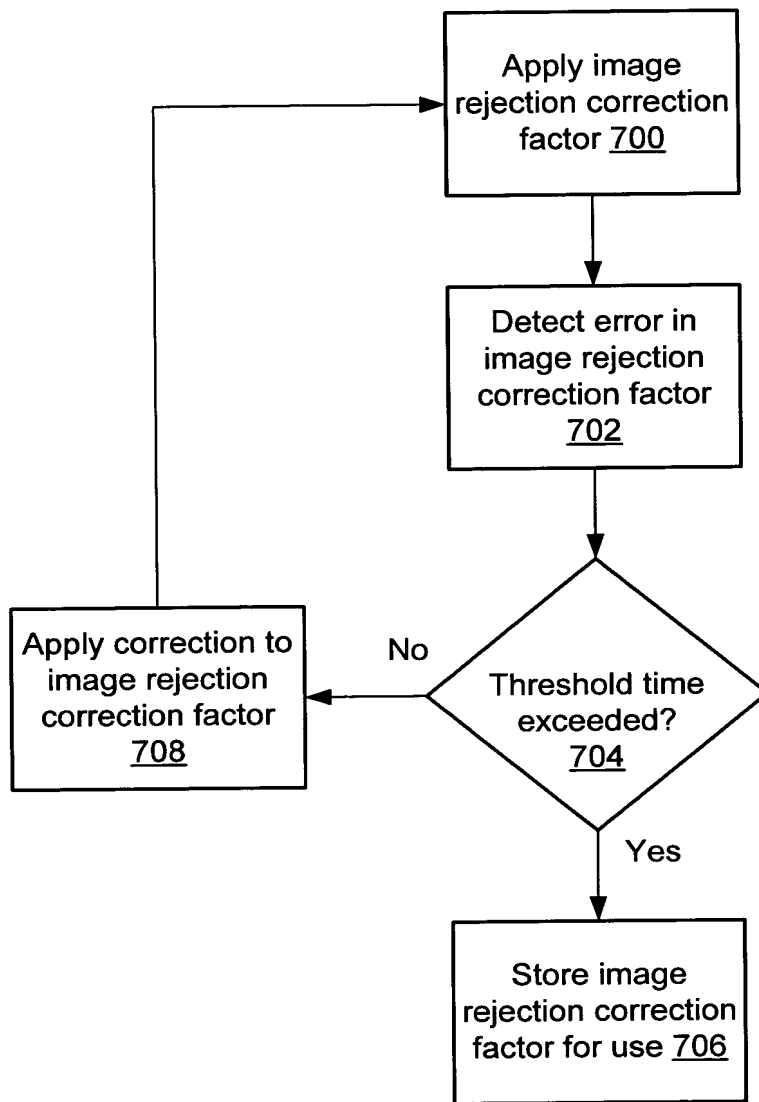 Apply image
rejection correction
factor 700
Detect error in
image rejection
correction factor
702
Threshold time
exceeded?
704
No
Apply correction to
image rejection
correction factor
708
Yes
Store image
rejection correction
factor for use 706